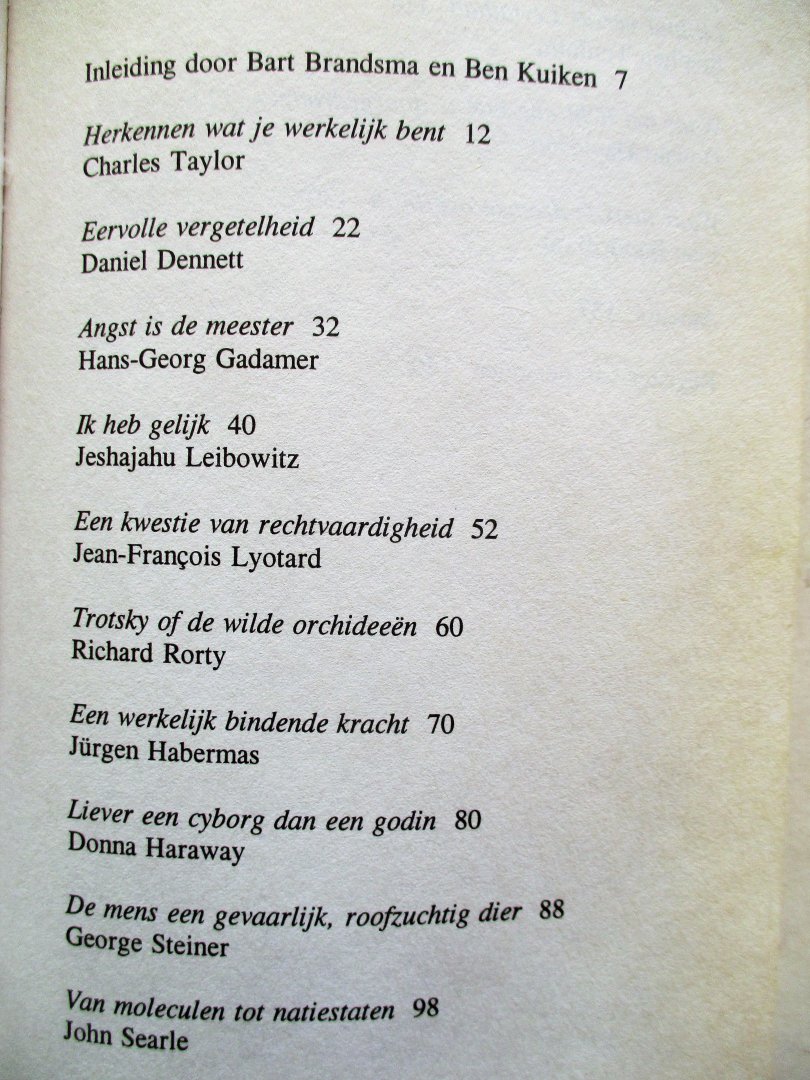 Inleiding door Bart Brandsma en Ben Kuiken 7
Herkennen wat je werkelijk bent 12
Charles Taylor
Eervolle vergetelheid 22
Daniel Dennett
Angst is de meester 32
Hans-Georg Gadamer
Ik heb gelijk 40
Jeshajahu Leibowitz
Een kwestie van rechtvaardigheid 52
Jean-François Lyotard
Trotsky of de wilde orchideeën 60
Richard Rorty
Een werkelijk bindende kracht 70
Jürgen Habermas
Liever een cyborg dan een godin 80
Donna Haraway
De mens een gevaarlijk, roofzuchtig dier 88
George Steiner
Van moleculen tot natiestaten 98
John Searle